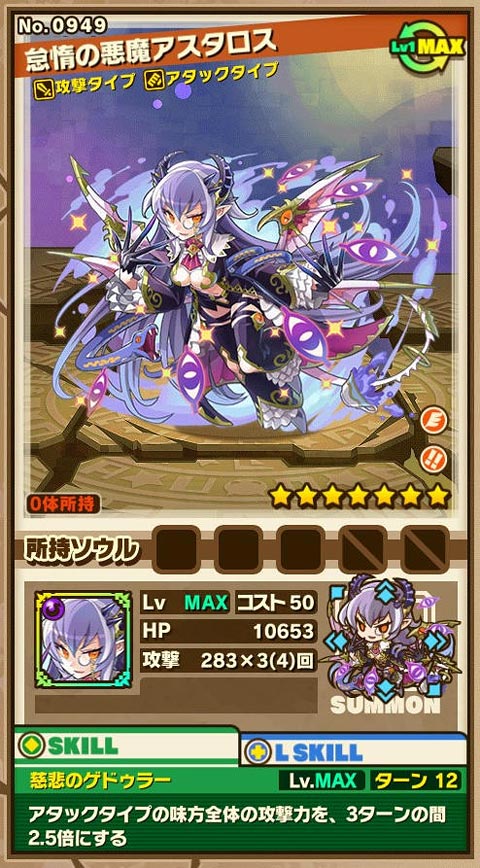 No.0949
怠惰の悪魔アスタロス
Lv1 MAX
攻撃タイプ アタックタイプ
E
!!
0体所持
所持ソウル
Lv MAX コスト50
HP 10653
攻撃 283×3(4)回
SUMMON
SKILL
L SKILL
慈悲のゲドゥラー Lv.MAX ターン 12
アタックタイプの味方全体の攻撃力を、3ターンの間
2.5倍にする